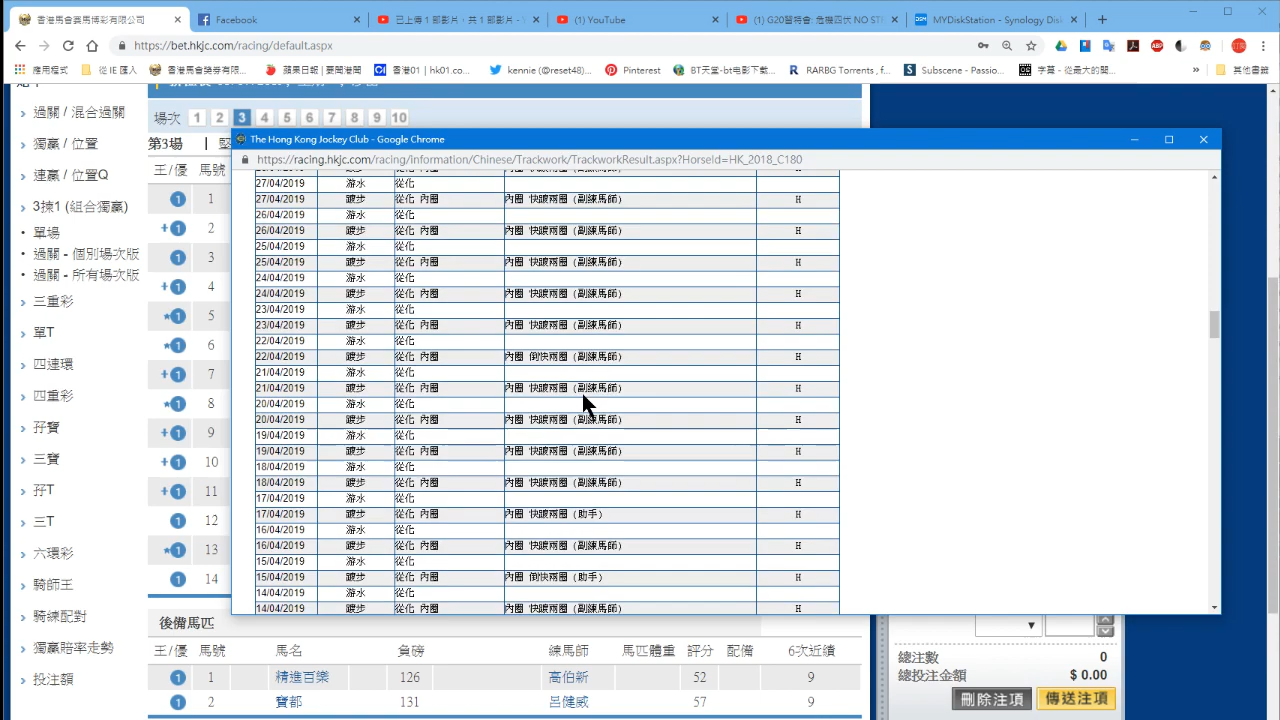 香港馬會賽馬博彩有限公司
Facebook
已上傳 1 部影片，共 1 部影片 - Y
(1) YouTube
(1) G20習特會: 危機四伏 NO ST
MYDiskStation - Synology Disk
https://bet.hkjc.com/racing/default.aspx
應用程式
從 IE 匯入
香港馬會獎券有限...
蘋果日報 | 要聞港聞
香港01 | hk01.co...
kennie (@reset48)...
Pinterest
BT天堂-bt电影下载...
RARBG Torrents , f...
Subscene - Passio...
字幕 - 從最大的開...
»
其他書籤
過關 / 混合過關
獨贏 / 位置
連贏 / 位置Q
3揀1 (組合獨贏)
單場
過關 - 個別場次版
過關 - 所有場次版
三重彩
單T
四連環
四重彩
孖寶
三寶
孖T
三T
六環彩
騎師王
騎練配對
獨贏賠率走勢
投注額
場次 1 2 3 4 5 6 7 8 9 10
第3場 |
王/優 馬號
1 1
+1 2
1 3
+1 4
★1 5
★1 6
+1 7
★1 8
+1 9
+1 10
+1 11
1 12
★1 13
1 14
The Hong Kong Jockey Club - Google Chrome
https://racing.hkjc.com/racing/information/Chinese/Trackwork/TrackworkResult.aspx?HorseId=HK_2018_C180
27/04/2019 游水 從化
27/04/2019 踱步 從化 內圈 內圈 快踱兩圈 (副練馬師) H
26/04/2019 游水 從化
26/04/2019 踱步 從化 內圈 內圈 快踱兩圈 (副練馬師) H
25/04/2019 游水 從化
25/04/2019 踱步 從化 內圈 內圈 快踱兩圈 (副練馬師) H
24/04/2019 游水 從化
24/04/2019 踱步 從化 內圈 內圈 快踱兩圈 (副練馬師) H
23/04/2019 游水 從化
23/04/2019 踱步 從化 內圈 內圈 快踱兩圈 (副練馬師) H
22/04/2019 游水 從化
22/04/2019 踱步 從化 內圈 內圈 倒快兩圈 (副練馬師) H
21/04/2019 游水 從化
21/04/2019 踱步 從化 內圈 內圈 快踱兩圈 (副練馬師) H
20/04/2019 游水 從化
20/04/2019 踱步 從化 內圈 內圈 快踱兩圈 (副練馬師) H
19/04/2019 游水 從化
19/04/2019 踱步 從化 內圈 內圈 快踱兩圈 (副練馬師) H
18/04/2019 游水 從化
18/04/2019 踱步 從化 內圈 內圈 快踱兩圈 (副練馬師) H
17/04/2019 游水 從化
17/04/2019 踱步 從化 內圈 內圈 快踱兩圈 (助手) H
16/04/2019 游水 從化
16/04/2019 踱步 從化 內圈 內圈 快踱兩圈 (副練馬師) H
15/04/2019 游水 從化
15/04/2019 踱步 從化 內圈 內圈 倒快兩圈 (助手) H
14/04/2019 游水 從化
14/04/2019 踱步 從化 內圈 內圈 快踱兩圈 (副練馬師) H
後備馬匹
王/優 馬號 馬名 負磅 練馬師 馬匹體重 評分 配備 6次近績
1 1 精進百樂 126 高伯新 52 9
1 2 寶都 131 呂健威 57 9
總注數 0
總投注金額 $ 0.00
刪除注項 傳送注項